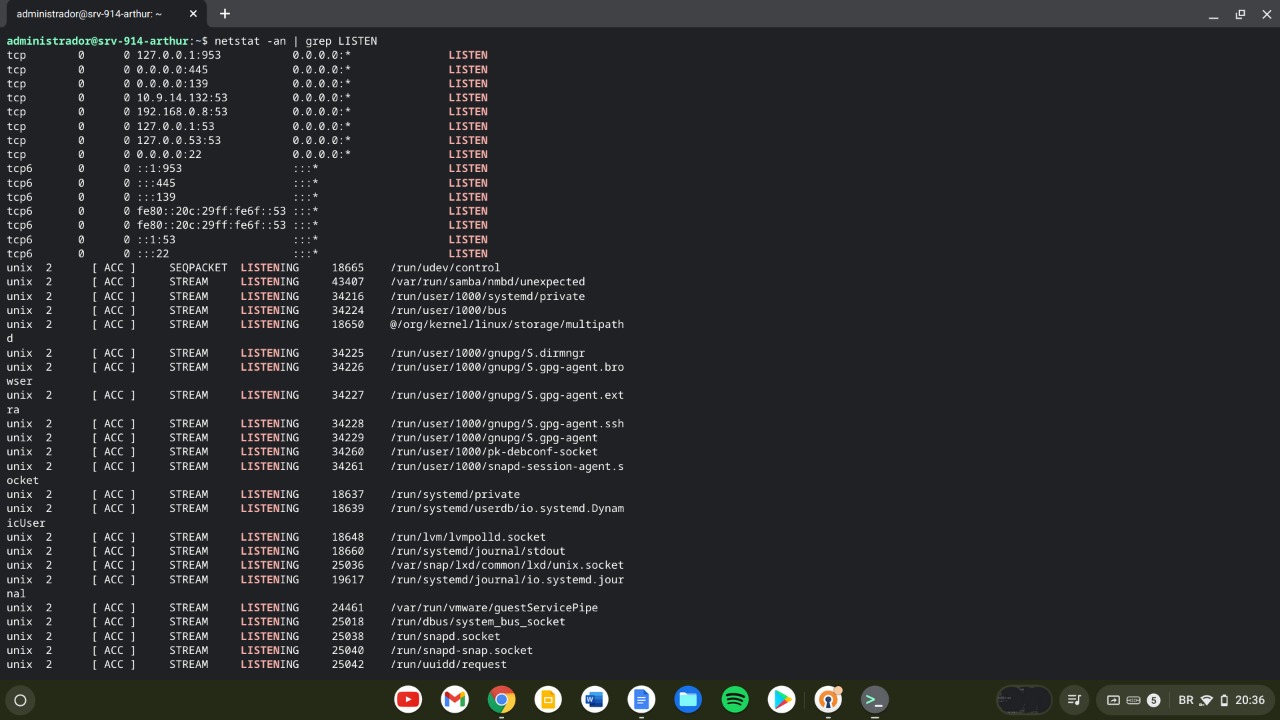 administrador@srv-914-arthur: ~
administrador@srv-914-arthur:~$ netstat -an | grep LISTEN
tcp        0      0 127.0.0.1:953           0.0.0.0:*               LISTEN
tcp        0      0 0.0.0.0:445             0.0.0.0:*               LISTEN
tcp        0      0 0.0.0.0:139             0.0.0.0:*               LISTEN
tcp        0      0 10.9.14.132:53          0.0.0.0:*               LISTEN
tcp        0      0 192.168.0.8:53          0.0.0.0:*               LISTEN
tcp        0      0 127.0.0.1:53            0.0.0.0:*               LISTEN
tcp        0      0 127.0.0.53:53           0.0.0.0:*               LISTEN
tcp        0      0 0.0.0.0:22              0.0.0.0:*               LISTEN
tcp6       0      0 ::1:953                 :::*                    LISTEN
tcp6       0      0 :::445                  :::*                    LISTEN
tcp6       0      0 :::139                  :::*                    LISTEN
tcp6       0      0 fe80::20c:29ff:fe6f::53 :::*                    LISTEN
tcp6       0      0 fe80::20c:29ff:fe6f::53 :::*                    LISTEN
tcp6       0      0 ::1:53                  :::*                    LISTEN
tcp6       0      0 :::22                   :::*                    LISTEN
unix  2      [ ACC ]     SEQPACKET  LISTENING     18665    /run/udev/control
unix  2      [ ACC ]     STREAM     LISTENING     43407    /var/run/samba/nmbd/unexpected
unix  2      [ ACC ]     STREAM     LISTENING     34216    /run/user/1000/systemd/private
unix  2      [ ACC ]     STREAM     LISTENING     34224    /run/user/1000/bus
unix  2      [ ACC ]     STREAM     LISTENING     18650    @/org/kernel/linux/storage/multipath
d
unix  2      [ ACC ]     STREAM     LISTENING     34225    /run/user/1000/gnupg/S.dirmngr
unix  2      [ ACC ]     STREAM     LISTENING     34226    /run/user/1000/gnupg/S.gpg-agent.bro
wser
unix  2      [ ACC ]     STREAM     LISTENING     34227    /run/user/1000/gnupg/S.gpg-agent.ext
ra
unix  2      [ ACC ]     STREAM     LISTENING     34228    /run/user/1000/gnupg/S.gpg-agent.ssh
unix  2      [ ACC ]     STREAM     LISTENING     34229    /run/user/1000/gnupg/S.gpg-agent
unix  2      [ ACC ]     STREAM     LISTENING     34260    /run/user/1000/pk-debconf-socket
unix  2      [ ACC ]     STREAM     LISTENING     34261    /run/user/1000/snapd-session-agent.s
ocket
unix  2      [ ACC ]     STREAM     LISTENING     18637    /run/systemd/private
unix  2      [ ACC ]     STREAM     LISTENING     18639    /run/systemd/userdb/io.systemd.Dynam
icUser
unix  2      [ ACC ]     STREAM     LISTENING     18648    /run/lvm/lvmpolld.socket
unix  2      [ ACC ]     STREAM     LISTENING     18660    /run/systemd/journal/stdout
unix  2      [ ACC ]     STREAM     LISTENING     25036    /var/snap/lxd/common/lxd/unix.socket
unix  2      [ ACC ]     STREAM     LISTENING     19617    /run/systemd/journal/io.systemd.jour
nal
unix  2      [ ACC ]     STREAM     LISTENING     24461    /var/run/vmware/guestServicePipe
unix  2      [ ACC ]     STREAM     LISTENING     25018    /run/dbus/system_bus_socket
unix  2      [ ACC ]     STREAM     LISTENING     25038    /run/snapd.socket
unix  2      [ ACC ]     STREAM     LISTENING     25040    /run/snapd-snap.socket
unix  2      [ ACC ]     STREAM     LISTENING     25042    /run/uuidd/request
5 BR 20:36